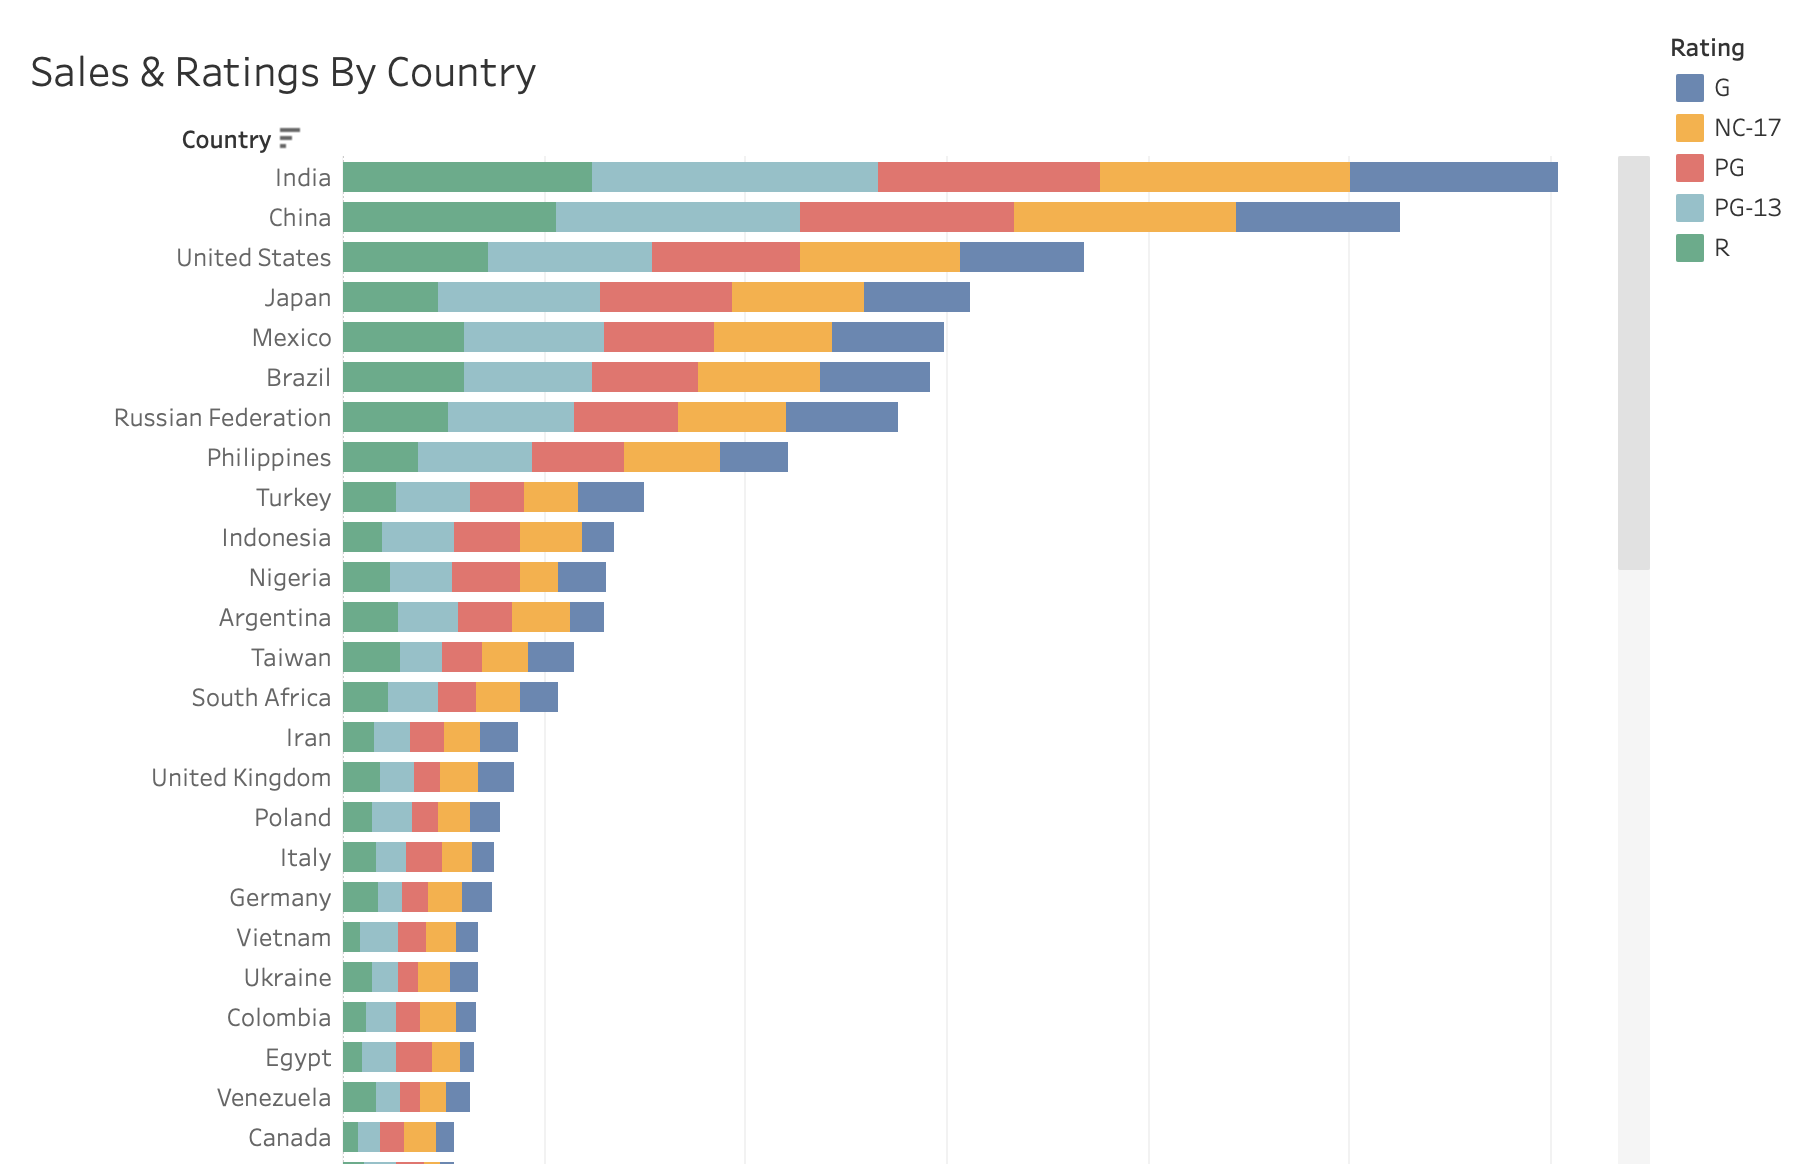 Sales & Ratings By Country
Rating
G
NC-17
PG
PG-13
R
Country
India
China
United States
Japan
Mexico
Brazil
Russian Federation
Philippines
Turkey
Indonesia
Nigeria
Argentina
Taiwan
South Africa
Iran
United Kingdom
Poland
Italy
Germany
Vietnam
Ukraine
Colombia
Egypt
Venezuela
Canada